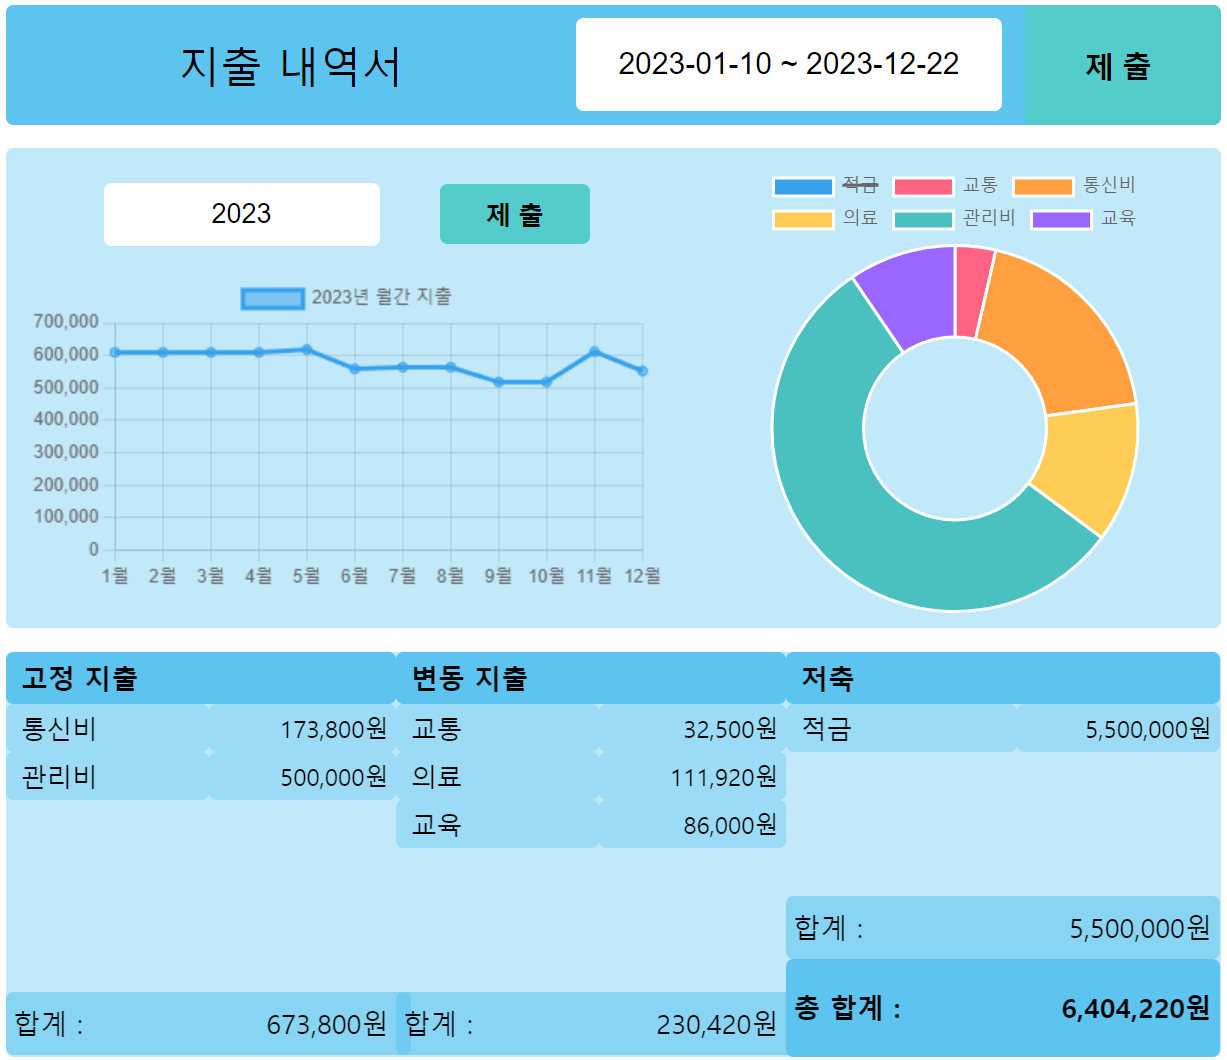 지출 내역서
2023-01-10 ~ 2023-12-22
제 출
2023
제 출
2023년 월간 지출
700,000
600,000
500,000
400,000
300,000
200,000
100,000
0
1월 2월 3월 4월 5월 6월 7월 8월 9월 10월 11월 12월
적금 교통 통신비
의료 관리비 교육
고정 지출
통신비 173,800원
관리비 500,000원
합계 : 673,800원
변동 지출
교통 32,500원
의료 111,920원
교육 86,000원
합계 : 230,420원
저축
적금 5,500,000원
합계 : 5,500,000원
총 합계 : 6,404,220원